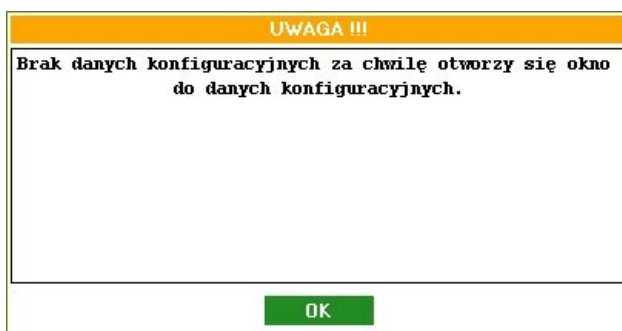 UWAGA !!!
Brak danych konfiguracyjnych za chwilę otworzy się okno
do danych konfiguracyjnych.
OK